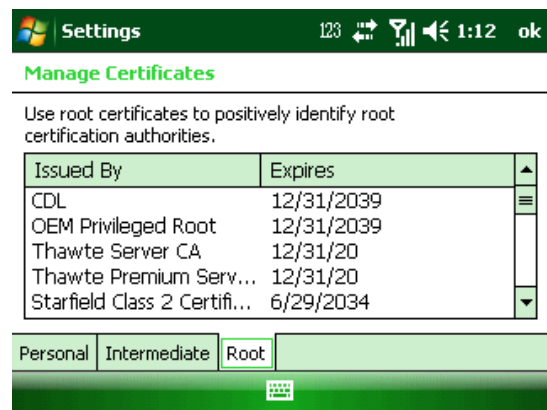 Settings 123 1:12 ok
Manage Certificates
Use root certificates to positively identify root
certification authorities.
Issued By Expires
CDL 12/31/2039
OEM Privileged Root 12/31/2039
Thawte Server CA 12/31/20
Thawte Premium Serv... 12/31/20
Starfield Class 2 Certifi... 6/29/2034
Personal Intermediate Root